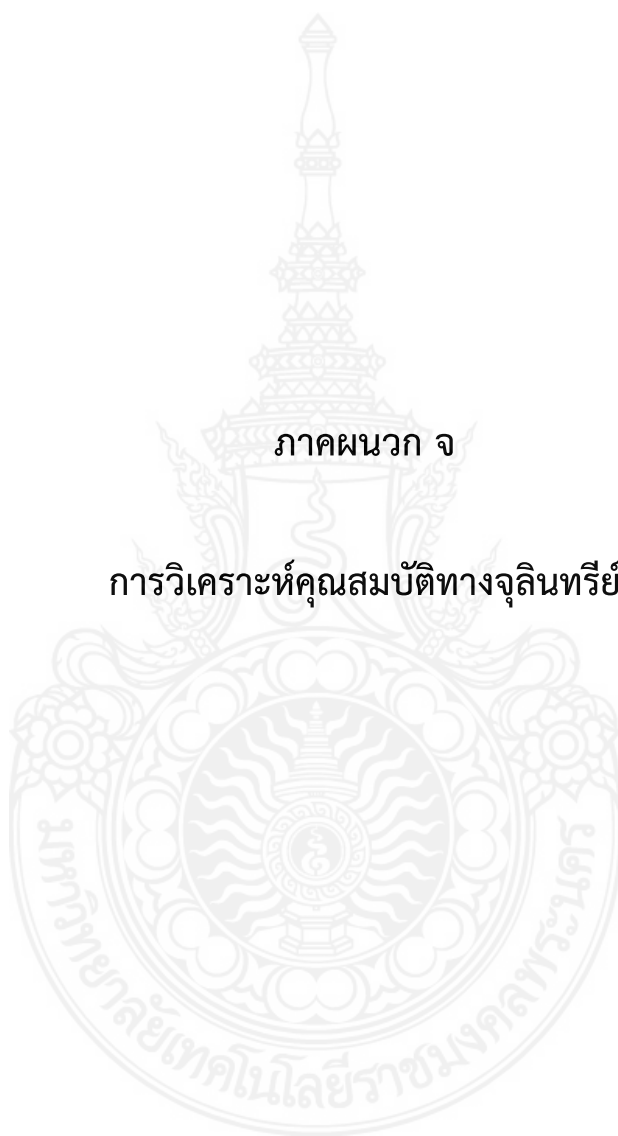 ภาคผนวก จ
การวิเคราะห์คุณสมบัติทางจุลินทรีย์
มหาวิทยาลัยเทคโนโลยีราชมงคลพระนคร